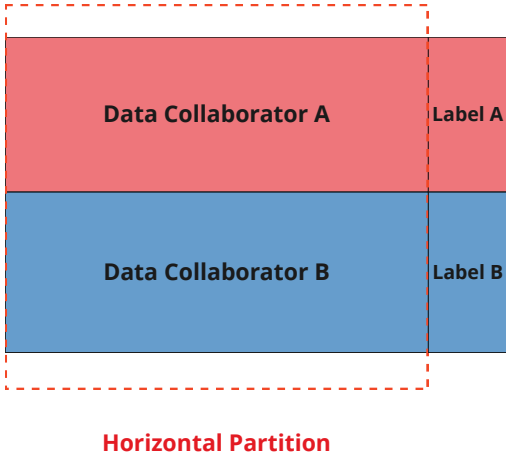 Data Collaborator A
Label A
Data Collaborator B
Label B
Horizontal Partition